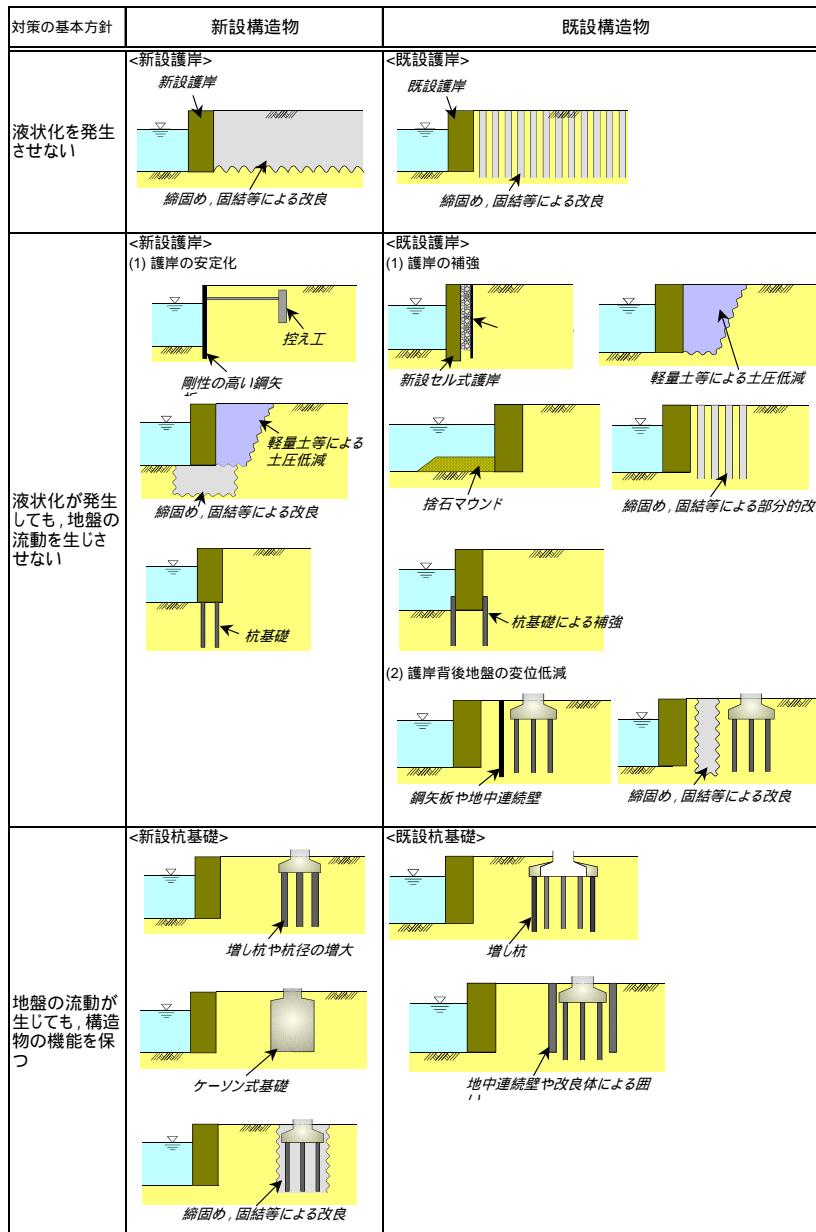 対策の基本方針
新設構造物
既設構造物
液状化を発生
させない
<新設護岸>
新設護岸
締固め,固結等による改良
<既設護岸>
既設護岸
締固め,固結等による改良
液状化が発生
しても,地盤の
流動を生じさ
せない
<新設護岸>
(1) 護岸の安定化
控え工
剛性の高い鋼矢
軽量土等による
土圧低減
締固め,固結等による改良
杭基礎
<既設護岸>
(1) 護岸の補強
新設セル式護岸
軽量土等による土圧低減
捨石マウンド
締固め,固結等による部分的改
杭基礎による補強
(2) 護岸背後地盤の変位低減
鋼矢板や地中連続壁
締固め,固結等による改良
地盤の流動が
生じても,構造
物の機能を保
つ
<新設杭基礎>
増し杭や杭径の増大
ケーソン式基礎
締固め,固結等による改良
<既設杭基礎>
増し杭
地中連続壁や改良体による囲